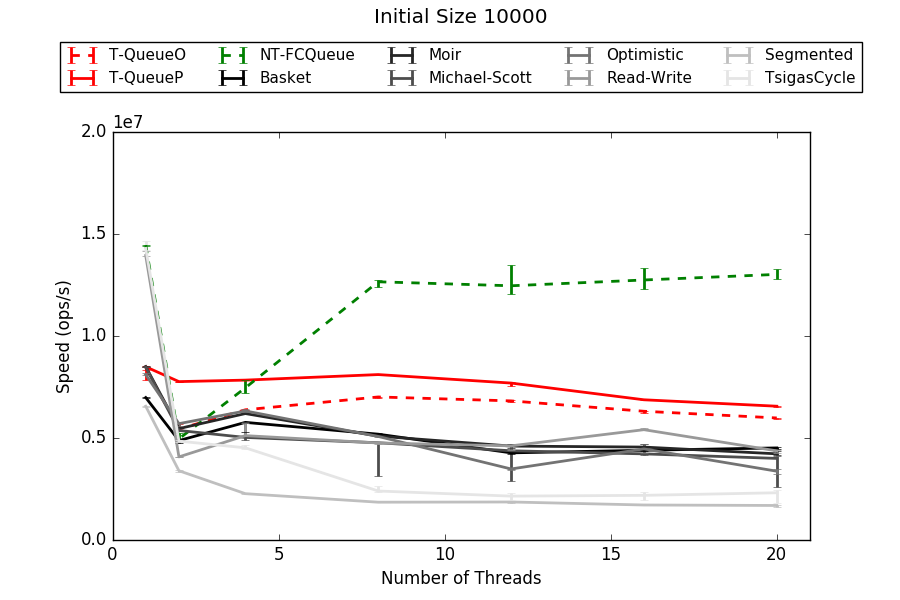 Initial Size 10000
T-QueueO NT-FCQueue Moir Optimistic Segmented
T-QueueP Basket Michael-Scott Read-Write TsigasCycle
1e7
2.0
1.5
1.0
0.5
0.0
Speed (ops/s)
0 5 10 15 20
Number of Threads